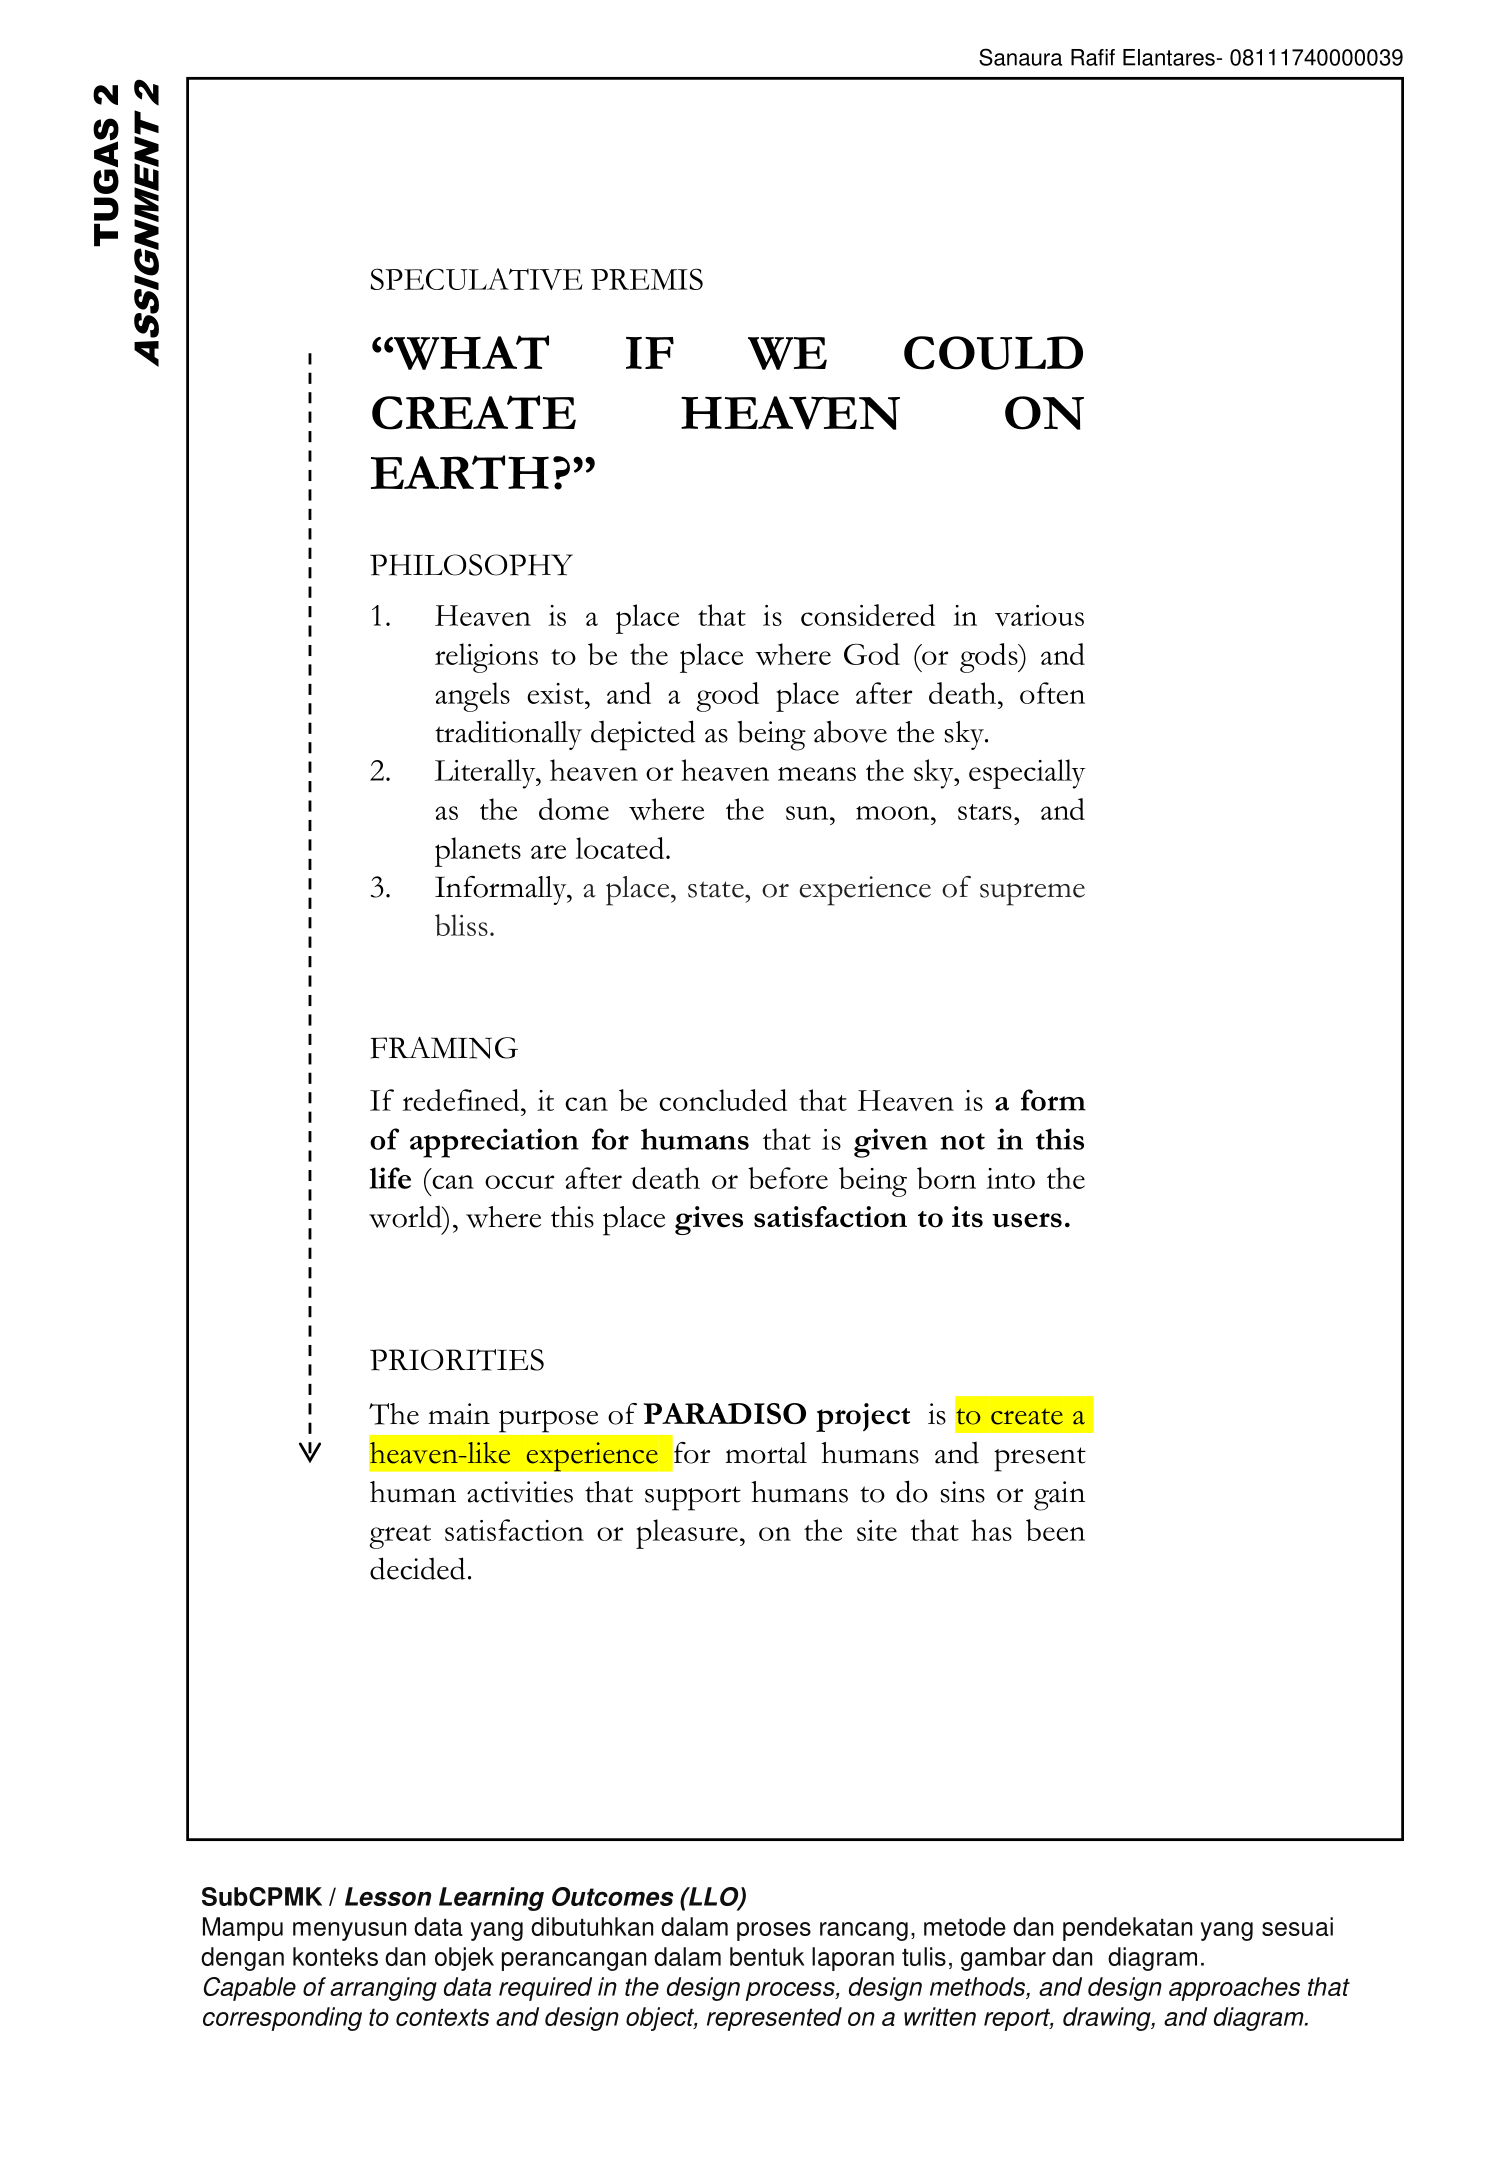 Sanaura Rafif Elantares- 08111740000039
TUGAS 2
ASSIGNMENT 2
SPECULATIVE PREMIS
“WHAT IF WE COULD
CREATE HEAVEN ON
EARTH?”
PHILOSOPHY
1. Heaven is a place that is considered in various
religions to be the place where God (or gods) and
angels exist, and a good place after death, often
traditionally depicted as being above the sky.
2. Literally, heaven or heaven means the sky, especially
as the dome where the sun, moon, stars, and
planets are located.
3. Informally, a place, state, or experience of supreme
bliss.
FRAMING
If redefined, it can be concluded that Heaven is a form
of appreciation for humans that is given not in this
life (can occur after death or before being born into the
world), where this place gives satisfaction to its users.
PRIORITIES
The main purpose of PARADISO project is to create a
heaven-like experience for mortal humans and present
human activities that support humans to do sins or gain
great satisfaction or pleasure, on the site that has been
decided.
SubCPMK / Lesson Learning Outcomes (LLO)
Mampu menyusun data yang dibutuhkan dalam proses rancang, metode dan pendekatan yang sesuai
dengan konteks dan objek perancangan dalam bentuk laporan tulis, gambar dan diagram.
Capable of arranging data required in the design process, design methods, and design approaches that
corresponding to contexts and design object, represented on a written report, drawing, and diagram.